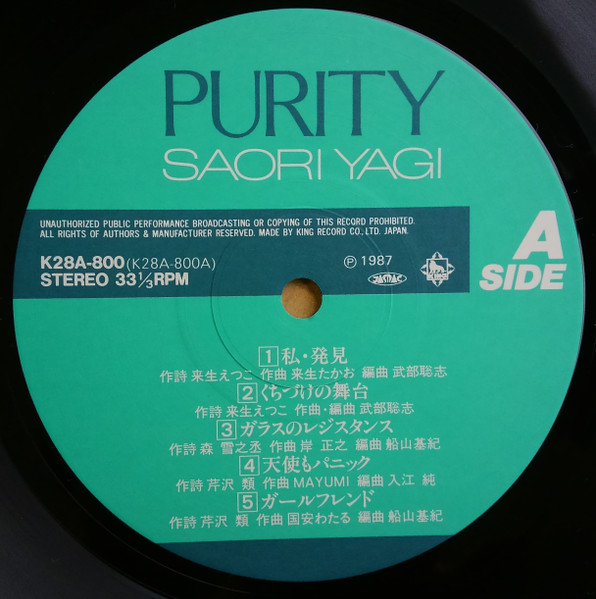 PURITY
SAORI YAGI
UNAUTHORIZED PUBLIC PERFORMANCE BROADCASTING OR COPYING OF THIS RECORD PROHIBITED.
ALL RIGHTS OF AUTHORS & MANUFACTURER RESERVED. MADE BY KING RECORD CO., LTD. JAPAN.
K28A-800 (K28A-800A)
STEREO 33 1/3 RPM
Ⓟ 1987
JASRAC
A
SIDE
1 私・発見
作詩 来生えつこ 作曲 来生たかお 編曲 武部聡志
2 くちづけの舞台
作詩 来生えつこ 作曲・編曲 武部聡志
3 ガラスのレジスタンス
作詩 森 雪之丞 作曲 岸 正之 編曲 船山基紀
4 天使もパニック
作詩 芹沢 類 作曲 MAYUMI 編曲 入江 純
5 ガールフレンド
作詩 芹沢 類 作曲 国安わたる 編曲 船山基紀